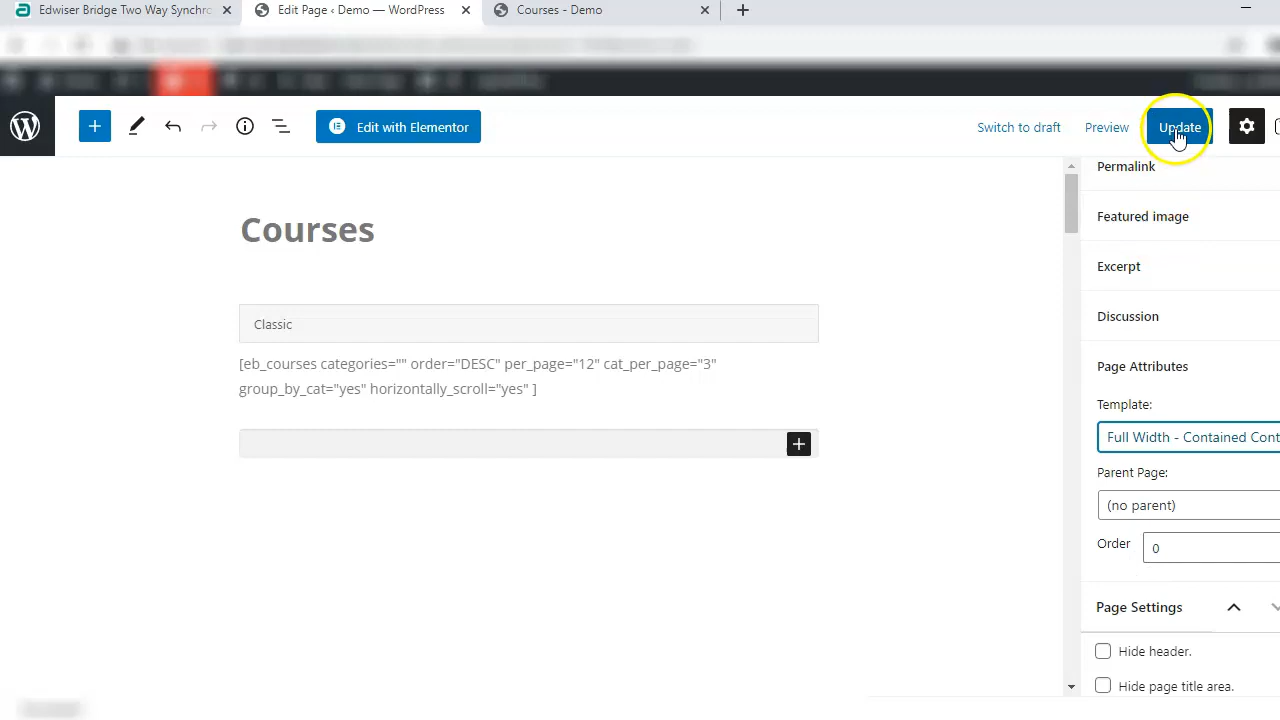 Edwiser Bridge Two Way Synchro
Edit Page ‹ Demo — WordPress
Courses - Demo
Edit with Elementor
Switch to draft
Preview
Update
Permalink
Featured image
Courses
Excerpt
Classic
Discussion
[eb_courses categories="" order="DESC" per_page="12" cat_per_page="3"
group_by_cat="yes" horizontally_scroll="yes" ]
Page Attributes
Template:
Full Width - Contained Cont
Parent Page:
(no parent)
Order
0
Page Settings
Hide header.
Hide page title area.